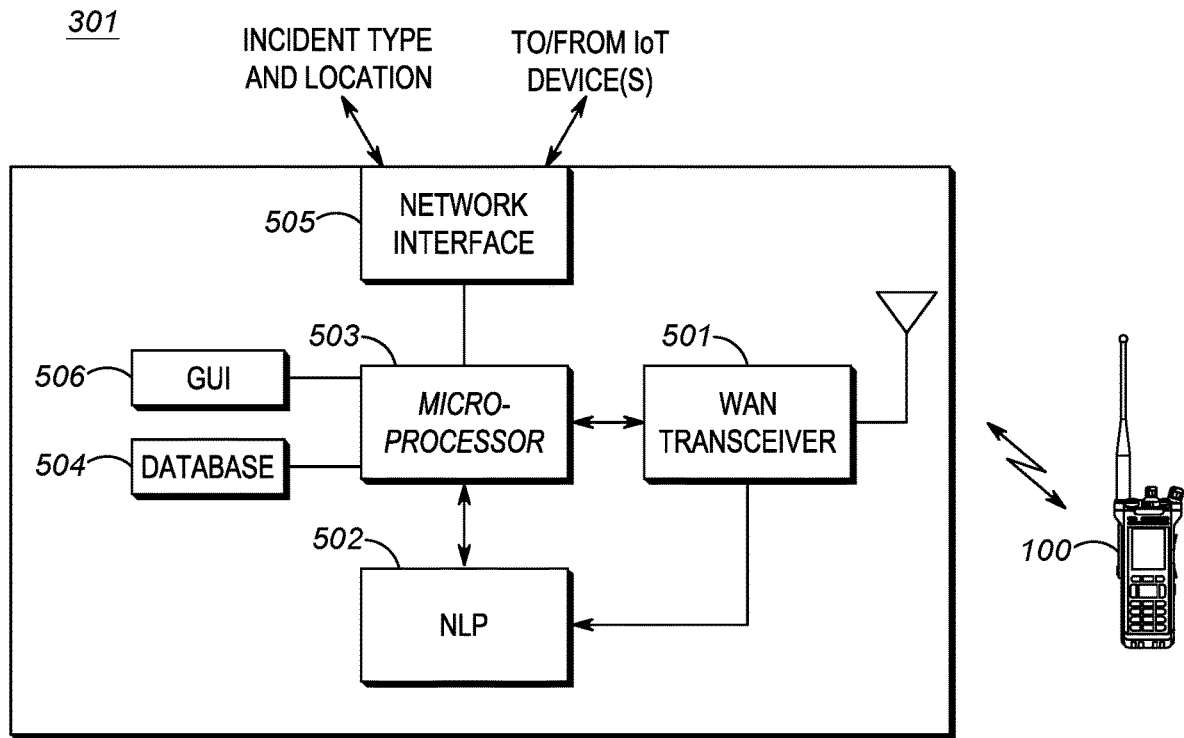 301
INCIDENT TYPE
AND LOCATION
TO/FROM IoT
DEVICE(S)
505
NETWORK
INTERFACE
503
501
506
GUI
MICRO-
PROCESSOR
WAN
TRANSCEIVER
504
DATABASE
502
NLP
100